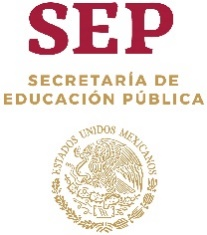 SEP
SECRETARÍA DE
EDUCACIÓN PÚBLICA
ESTADOS UNIDOS MEXICANOS